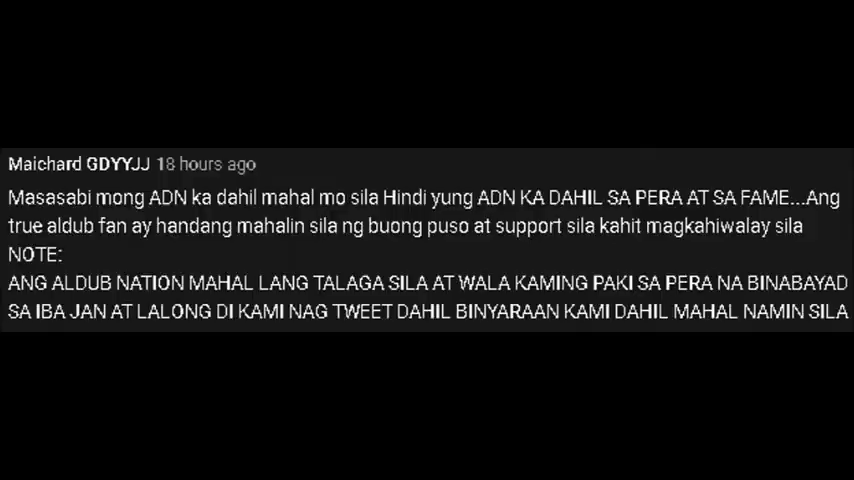 Maichard GDYYJJ 18 hours ago
Masasabi mong ADN ka dahil mahal mo sila Hindi yung ADN KA DAHIL SA PERA AT SA FAME...Ang
true aldub fan ay handang mahalin sila ng buong puso at support sila kahit magkahiwalay sila
NOTE:
ANG ALDUB NATION MAHAL LANG TALAGA SILA AT WALA KAMING PAKI SA PERA NA BINABAYAD
SA IBA JAN AT LALONG DI KAMI NAG TWEET DAHIL BINYARAAN KAMI DAHIL MAHAL NAMIN SILA